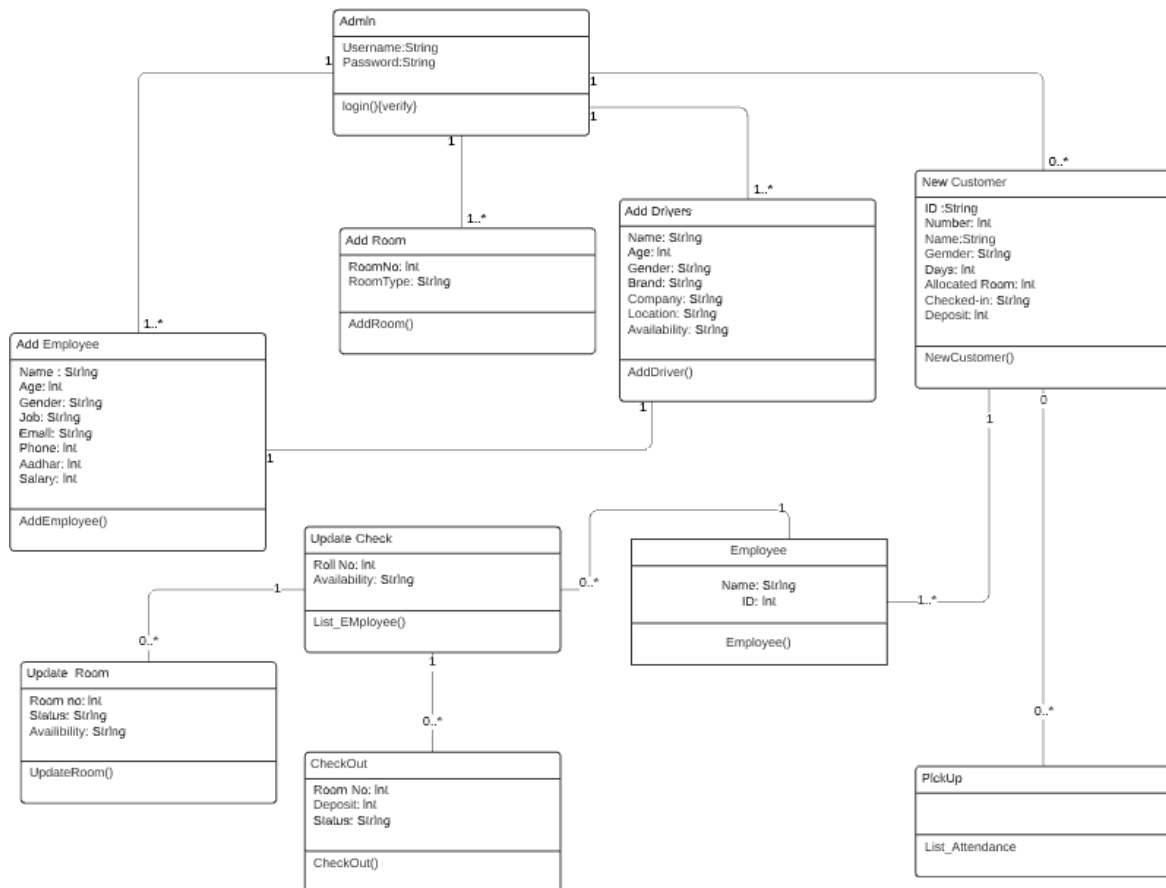 Admin
Username:String
Password:String
login(){verify}
1
1
1
1
0..*
1..*
1..*
1..*
New Customer
ID :String
Number: Int
Name:String
Gemder: String
Days: Int
Allocated Room: Int
Checked-in: String
Deposit: Int
NewCustomer()
Add Drivers
Name: String
Age: Int
Gender: String
Brand: String
Company: String
Location: String
Availability: String
AddDriver()
Add Room
RoomNo: Int
RoomType: String
AddRoom()
Add Employee
Name : String
Age: Int
Gender: String
Job: String
Email: String
Phone: Int
Aadhar: Int
Salary: Int
AddEmployee()
1
1
0
1
Update Check
Roll No: Int
Availability: String
List_EMployee()
1
0..*
Employee
Name: String
ID: Int
Employee()
1..*
1
0..*
1
0..*
0..*
Update Room
Room no: Int
Status: String
Availibility: String
UpdateRoom()
CheckOut
Room No: Int
Deposit: Int
Status: String
CheckOut()
PickUp
List_Attendance